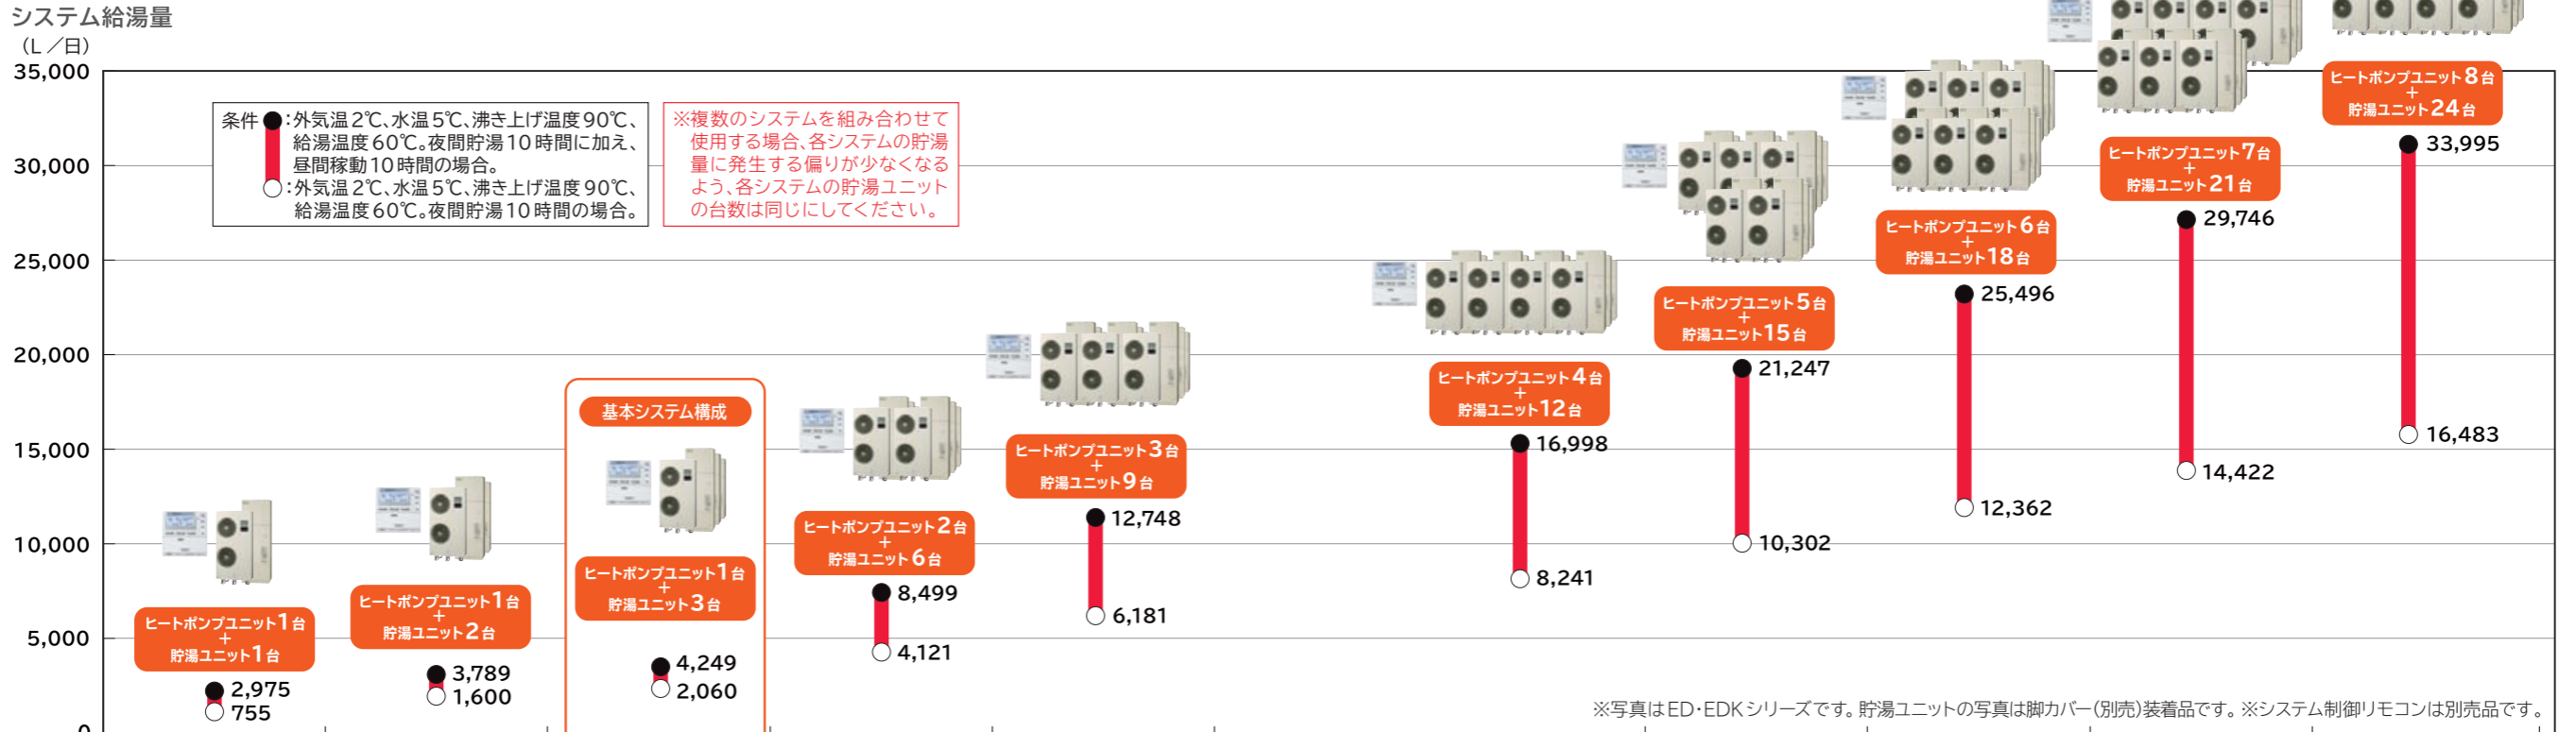 システム給湯量
（L／日）
35,000
30,000
25,000
20,000
15,000
10,000
5,000
0
条件 ●：外気温2℃、水温5℃、沸き上げ温度90℃、
給湯温度60℃。夜間貯湯10時間に加え、
昼間稼動10時間の場合。
○：外気温2℃、水温5℃、沸き上げ温度90℃、
給湯温度60℃。夜間貯湯10時間の場合。
※複数のシステムを組み合わせて
使用する場合、各システムの貯湯
量に発生する偏りが少なくなる
よう、各システムの貯湯ユニット
の台数は同じにしてください。
ヒートポンプユニット1台
+
貯湯ユニット1台
2,975
755
ヒートポンプユニット1台
+
貯湯ユニット2台
3,789
1,600
基本システム構成
ヒートポンプユニット1台
+
貯湯ユニット3台
4,249
2,060
ヒートポンプユニット2台
+
貯湯ユニット6台
8,499
4,121
ヒートポンプユニット3台
+
貯湯ユニット9台
12,748
6,181
ヒートポンプユニット4台
+
貯湯ユニット12台
16,998
8,241
ヒートポンプユニット5台
+
貯湯ユニット15台
21,247
10,302
ヒートポンプユニット6台
+
貯湯ユニット18台
25,496
12,362
ヒートポンプユニット7台
+
貯湯ユニット21台
29,746
14,422
ヒートポンプユニット8台
+
貯湯ユニット24台
33,995
16,483
※写真はED・EDKシリーズです。貯湯ユニットの写真は脚カバー（別売）装着品です。※システム制御リモコンは別売品です。